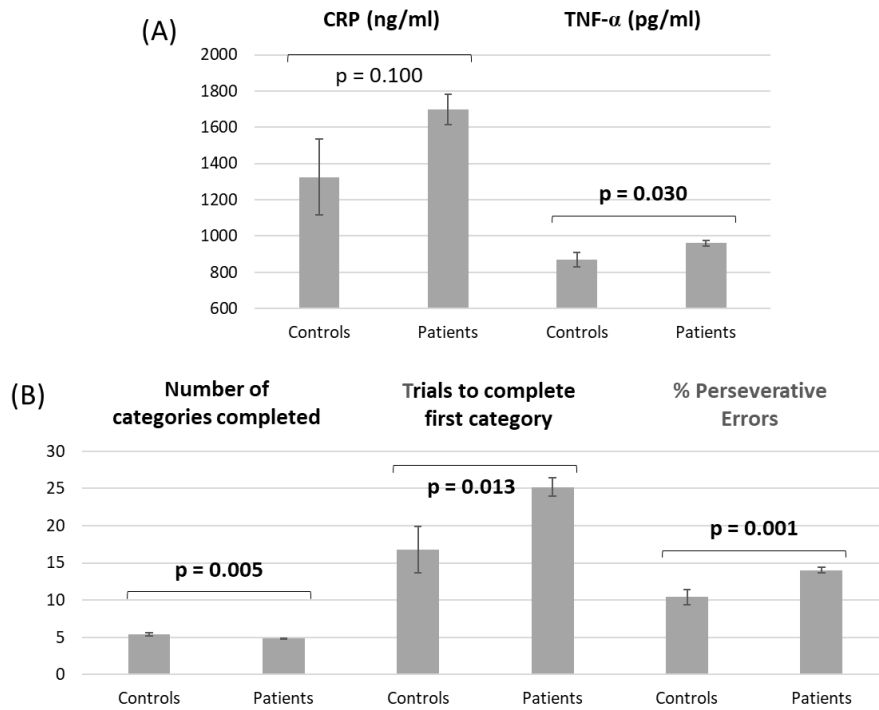 (A)
CRP (ng/ml) TNF-α (pg/ml)
2000
1800
1600
1400
1200
1000
800
600
p = 0.100
p = 0.030
Controls Patients Controls Patients
(B)
Number of categories completed
Trials to complete first category
% Perseverative Errors
30
25
20
15
10
5
0
p = 0.005
p = 0.013
p = 0.001
Controls Patients Controls Patients Controls Patients